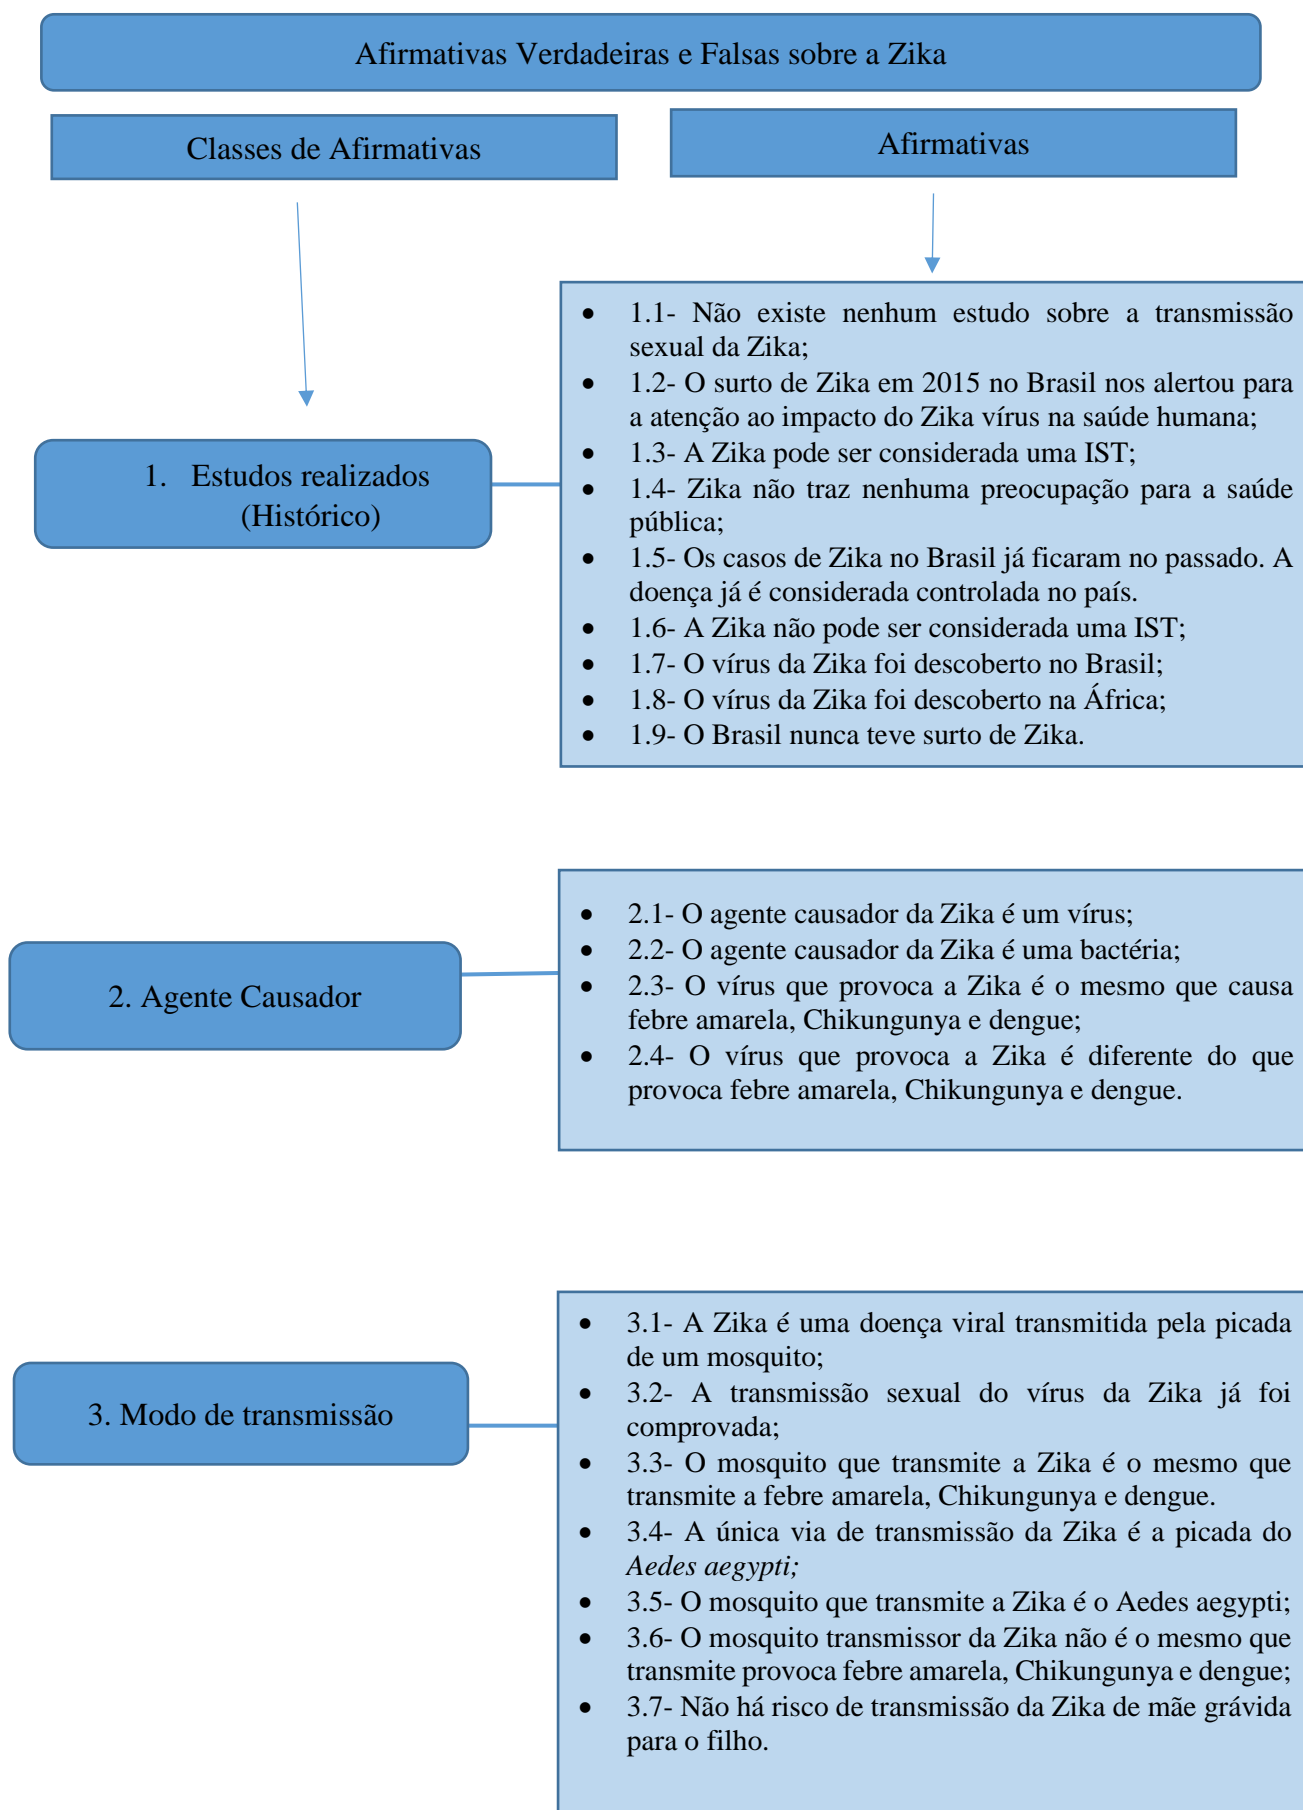 Afirmativas Verdadeiras e Falsas sobre a Zika
Classes de Afirmativas
Afirmativas
1. Estudos realizados
(Histórico)
• 1.1- Não existe nenhum estudo sobre a transmissão
sexual da Zika;
• 1.2- O surto de Zika em 2015 no Brasil nos alertou para
a atenção ao impacto do Zika vírus na saúde humana;
• 1.3- A Zika pode ser considerada uma IST;
• 1.4- Zika não traz nenhuma preocupação para a saúde
pública;
• 1.5- Os casos de Zika no Brasil já ficaram no passado. A
doença já é considerada controlada no país.
• 1.6- A Zika não pode ser considerada uma IST;
• 1.7- O vírus da Zika foi descoberto no Brasil;
• 1.8- O vírus da Zika foi descoberto na África;
• 1.9- O Brasil nunca teve surto de Zika.
2. Agente Causador
• 2.1- O agente causador da Zika é um vírus;
• 2.2- O agente causador da Zika é uma bactéria;
• 2.3- O vírus que provoca a Zika é o mesmo que causa
febre amarela, Chikungunya e dengue;
• 2.4- O vírus que provoca a Zika é diferente do que
provoca febre amarela, Chikungunya e dengue.
3. Modo de transmissão
• 3.1- A Zika é uma doença viral transmitida pela picada
de um mosquito;
• 3.2- A transmissão sexual do vírus da Zika já foi
comprovada;
• 3.3- O mosquito que transmite a Zika é o mesmo que
transmite a febre amarela, Chikungunya e dengue.
• 3.4- A única via de transmissão da Zika é a picada do
Aedes aegypti;
• 3.5- O mosquito que transmite a Zika é o Aedes aegypti;
• 3.6- O mosquito transmissor da Zika não é o mesmo que
transmite provoca febre amarela, Chikungunya e dengue;
• 3.7- Não há risco de transmissão da Zika de mãe grávida
para o filho.